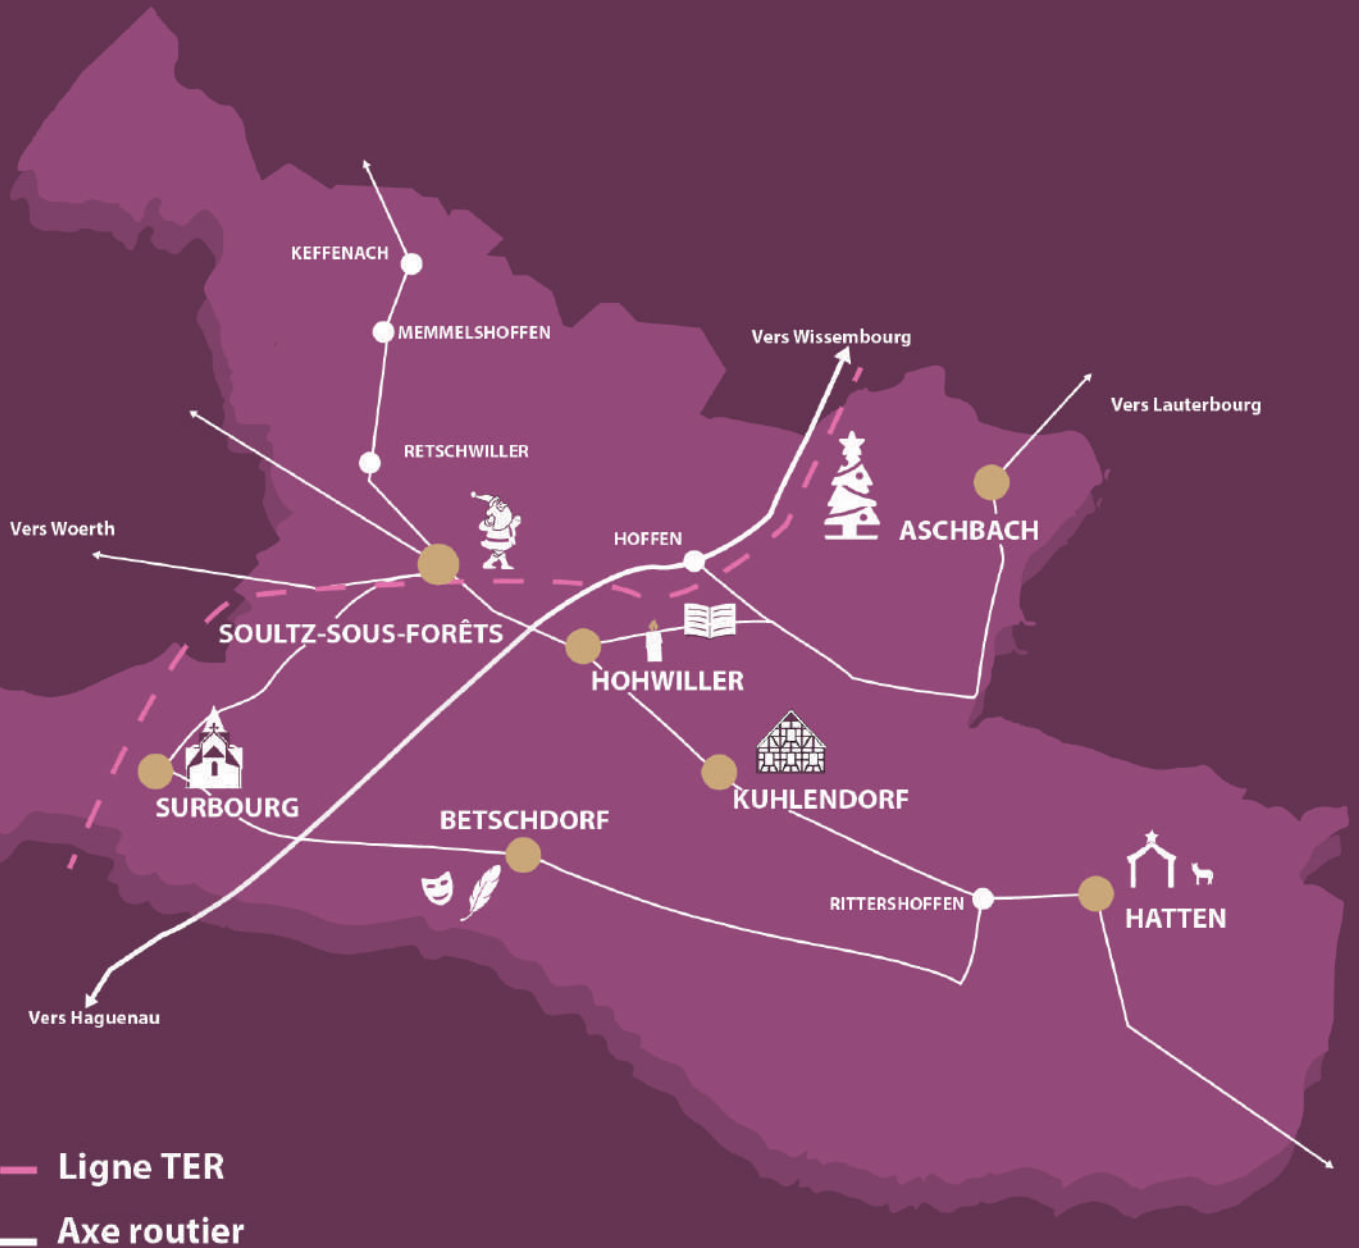 KEFFENACH
MEMMELSHOFFEN
Vers Wissembourg
Vers Lauterbourg
RETSCHWILLER
Vers Woerth
HOFFEN
ASCHBACH
SOULTZ-SOUS-FORÊTS
HOHWILLER
SURBOURG
KUHLENDORF
BETSCHDORF
RITTERSHOFFEN
HATTEN
Vers Haguenau
Ligne TER
Axe routier